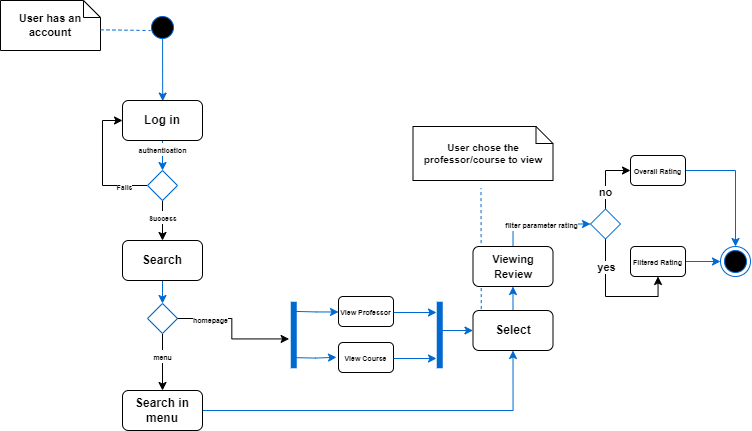 User has an
account
Log in
authentication
Fails
Success
Search
homepage
menu
Search in
menu
View Professor
View Course
User chose the
professor/course to view
filter parameter rating
Viewing
Review
Select
no
yes
Overall Rating
Filtered Rating